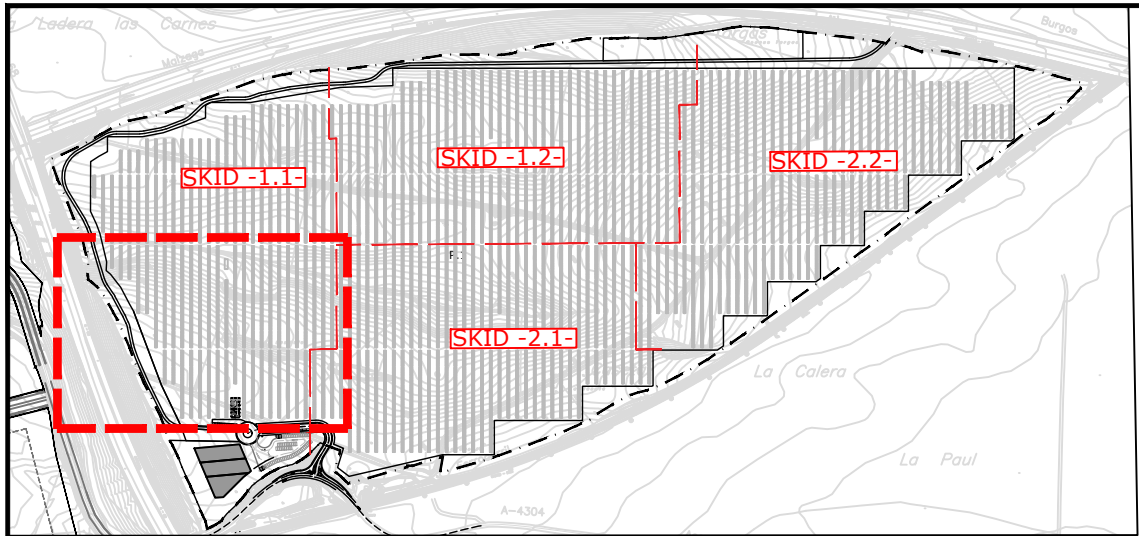 Ladera las Carnes
Burgos
SKID -1.1-
SKID -1.2-
SKID -2.2-
SKID -2.1-
La Calera
La Paul
A-4304